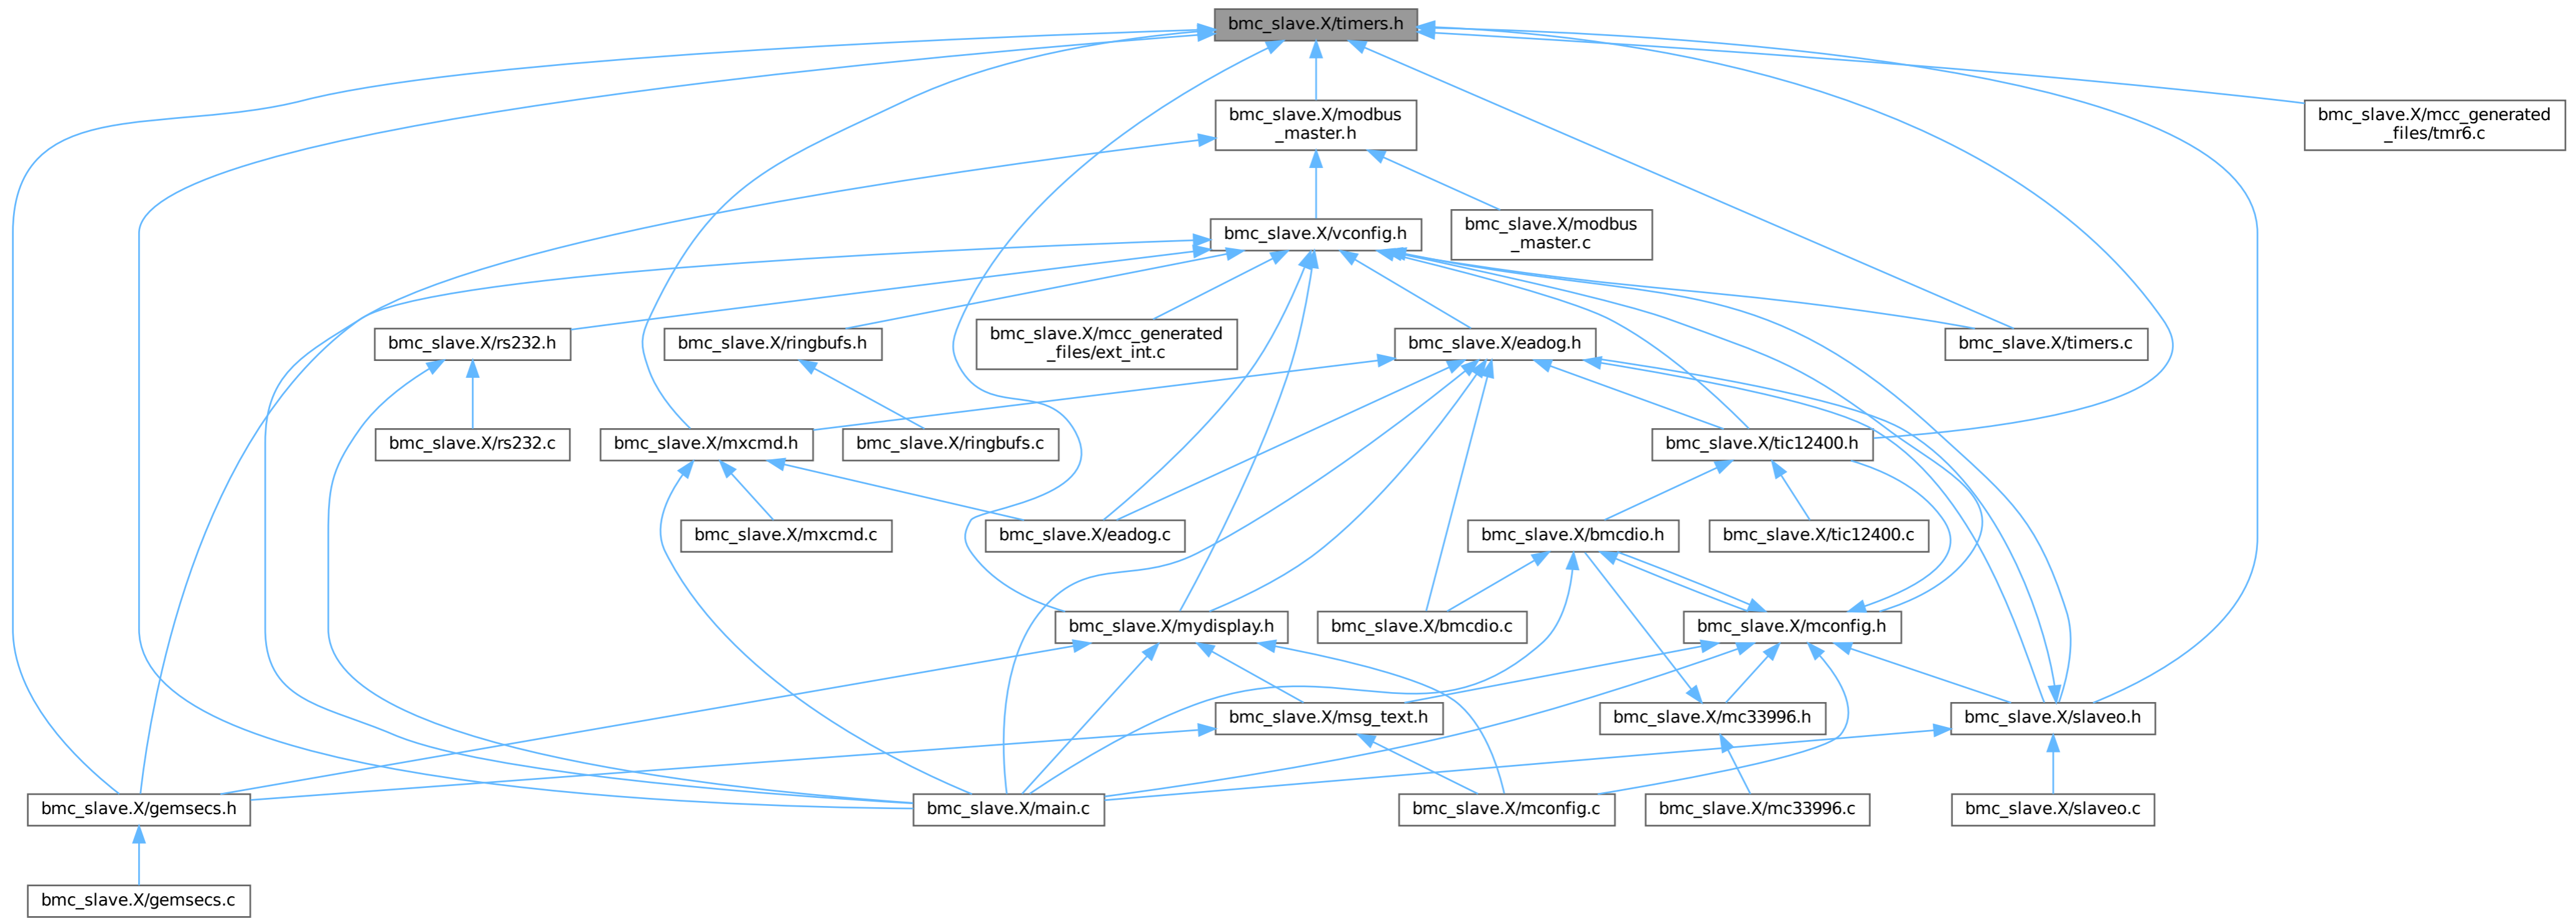 bmc_slave.X/timers.h
bmc_slave.X/modbus
_master.h
bmc_slave.X/mcc_generated
_files/tmr6.c
bmc_slave.X/vconfig.h
bmc_slave.X/modbus
_master.c
bmc_slave.X/rs232.h
bmc_slave.X/ringbufs.h
bmc_slave.X/mcc_generated
_files/ext_int.c
bmc_slave.X/eadog.h
bmc_slave.X/timers.c
bmc_slave.X/rs232.c
bmc_slave.X/mxcmd.h
bmc_slave.X/ringbufs.c
bmc_slave.X/tic12400.h
bmc_slave.X/mxcmd.c
bmc_slave.X/eadog.c
bmc_slave.X/bmcdio.h
bmc_slave.X/tic12400.c
bmc_slave.X/mydisplay.h
bmc_slave.X/bmcdio.c
bmc_slave.X/mconfig.h
bmc_slave.X/msg_text.h
bmc_slave.X/mc33996.h
bmc_slave.X/slaveo.h
bmc_slave.X/gemsecs.h
bmc_slave.X/main.c
bmc_slave.X/mconfig.c
bmc_slave.X/mc33996.c
bmc_slave.X/slaveo.c
bmc_slave.X/gemsecs.c